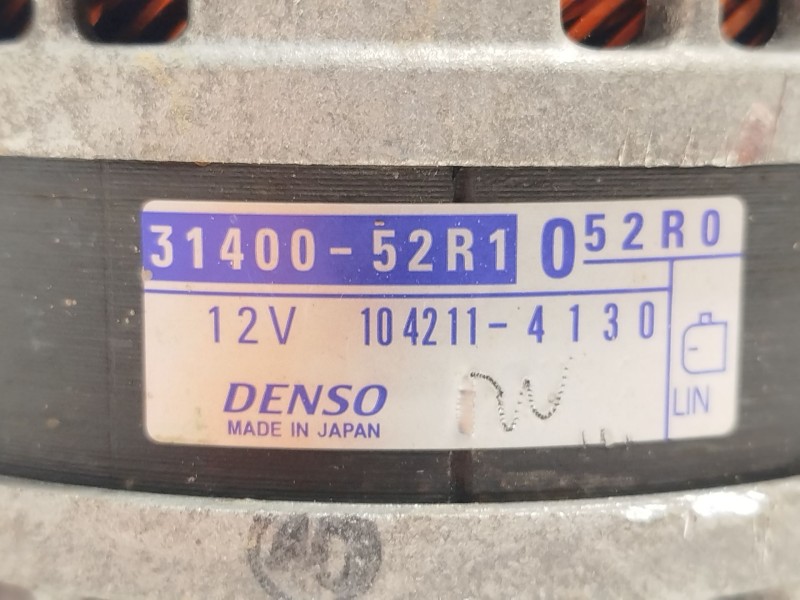 31400-52R1 0 52R0
12V 104211-4130
DENSO
MADE IN JAPAN
LIN